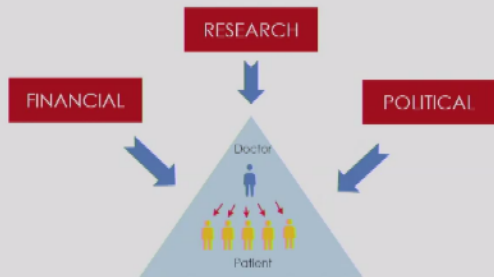 RESEARCH
FINANCIAL
POLITICAL
Doctor
Patient